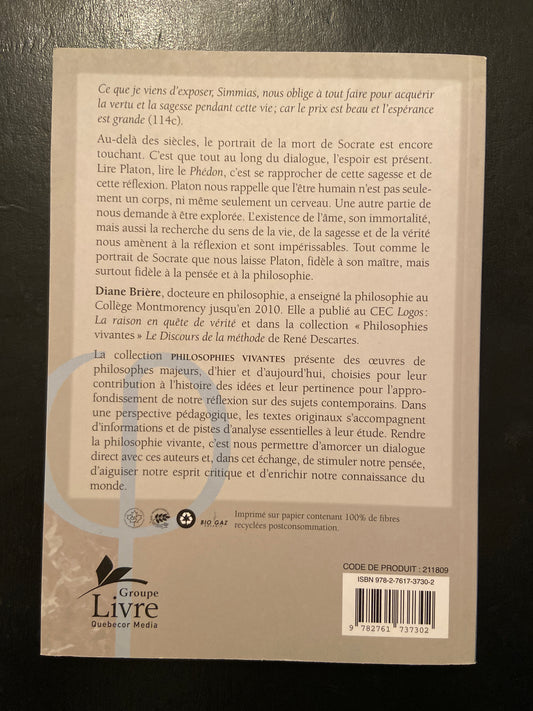 Ce que je viens d'exposer, Simmias, nous oblige à tout faire pour acquérir
la vertu et la sagesse pendant cette vie ; car le prix est beau et l'espérance
est grande (114c).
Au-delà des siècles, le portrait de la mort de Socrate est encore
touchant. C'est que tout au long du dialogue, l'espoir est présent.
Lire Platon, lire le Phédon, c'est se rapprocher de cette sagesse et de
cette réflexion. Platon nous rappelle que l'être humain n'est pas seule-
ment un corps, ni même seulement un cerveau. Une autre partie de
nous demande à être explorée. L'existence de l'âme, son immortalité,
mais aussi la recherche du sens de la vie, de la sagesse et de la vérité
nous amènent à la réflexion et sont impérissables. Tout comme le
portrait de Socrate que nous laisse Platon, fidèle à son maître, mais
surtout fidèle à la pensée et à la philosophie.
Diane Brière, docteure en philosophie, a enseigné la philosophie au
Collège Montmorency jusqu'en 2010. Elle a publié au CEC Logos :
La raison en quête de vérité et dans la collection « Philosophies
vivantes » Le Discours de la méthode de René Descartes.
La collection PHILOSOPHIES VIVANTES présente des œuvres de
philosophes majeurs, d'hier et d'aujourd'hui, choisies pour leur
contribution à l'histoire des idées et leur pertinence pour l'appro-
fondissement de notre réflexion sur des sujets contemporains. Dans
une perspective pédagogique, les textes originaux s'accompagnent
d'informations et de pistes d'analyse essentielles à leur étude. Rendre
la philosophie vivante, c'est nous permettre d'amorcer un dialogue
direct avec ces auteurs et, dans cet échange, de stimuler notre pensée,
d'aiguiser notre esprit critique et d'enrichir notre connaissance du
monde.
BIO GAZ
Imprimé sur papier contenant 100% de fibres
recyclées postconsommation.
CODE DE PRODUIT : 211809
ISBN 978-2-7617-3730-2
9 782761 737302
Groupe
Livre
Quebecor Media